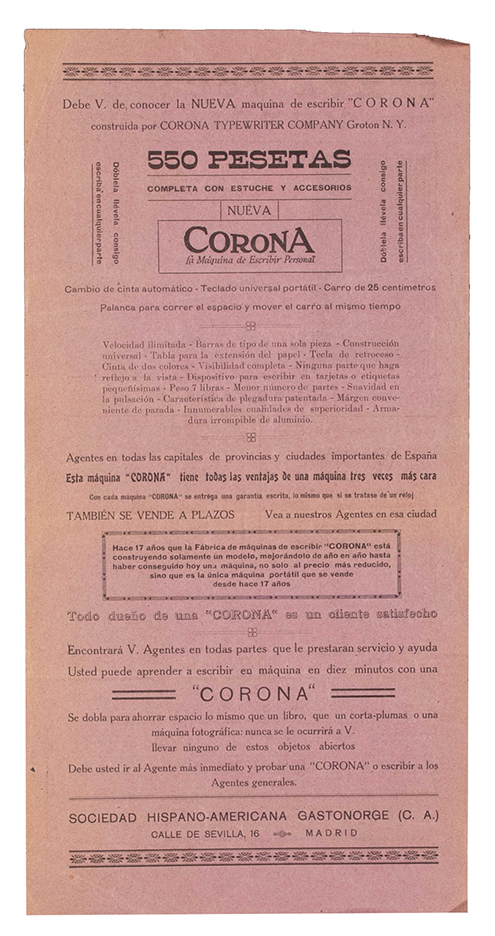 Debe V. de conocer la NUEVA maquina de escribir "CORONA"
construida por CORONA TYPEWRITER COMPANY Groton N. Y.
550 PESETAS
COMPLETA CON ESTUCHE Y ACCESORIOS
Dóblela llévela consigo
escriba en cualquier parte
NUEVA
CORONA
La Máquina de Escribir Personal
Dóblela llévela consigo
escriba en cualquier parte
Cambio de cinta automático - Teclado universal portátil - Carro de 25 centimetros
Palanca para correr el espacio y mover el carro al mismo tiempo
Velocidad ilimitada - Barras de tipo de una sola pieza - Construcción
universal - Tabla para la extensión del papel - Tecla de retroceso -
Cinta de dos colores - Visibilidad completa - Ninguna parte que haga
reflejo a la vista - Dispositivo para escribir en tarjetas o etiquetas
pequeñísimas - Peso 7 libras - Menor número de partes - Suavidad en
la pulsación - Característica de plegadura patentada - Márgen conve-
niente de parada - Innumerables cualidades de superioridad - Arma-
dura irrompible de aluminio.
Agentes en todas las capitales de provincias y ciudades importantes de España
Esta máquina "CORONA" tiene todas las ventajas de una máquina tres veces más cara
Con cada máquina "CORONA" se entrega una garantía escrita, lo mismo que si se tratase de un reloj
TAMBIÉN SE VENDE A PLAZOS Vea a nuestros Agentes en esa ciudad
Hace 17 años que la Fábrica de máquinas de escribir "CORONA" está
construyendo solamente un modelo, mejorándolo de año en año hasta
haber conseguido hoy una máquina, no solo al precio más reducido,
sino que es la única máquina portátil que se vende
desde hace 17 años
Todo dueño de una "CORONA" es un cliente satisfecho
Encontrará V. Agentes en todas partes que le prestaran servicio y ayuda
Usted puede aprender a escribir en máquina en diez minutos con una
"CORONA"
Se dobla para ahorrar espacio lo mismo que un libro, que un corta-plumas o una
máquina fotográfica: nunca se le ocurrirá a V.
llevar ninguno de estos objetos abiertos
Debe usted ir al Agente más inmediato y probar una "CORONA" o escribir a los
Agentes generales.
SOCIEDAD HISPANO-AMERICANA GASTONORGE (C. A.)
CALLE DE SEVILLA, 16 MADRID